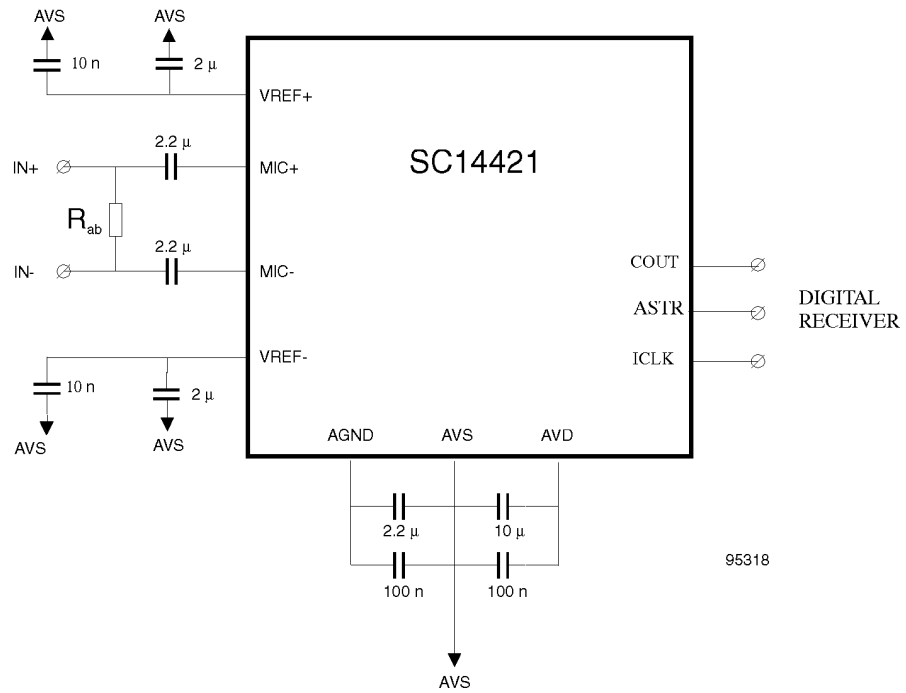 AVS
AVS
10 n
2 µ
VREF+
2.2 µ
IN+
MIC+
SC14421
Rab
2.2 µ
IN-
MIC-
COUT
ASTR
ICLK
DIGITAL
RECEIVER
VREF-
10 n
2 µ
AVS
AVS
AGND
AVS
AVD
2.2 µ
10 µ
100 n
100 n
95318
AVS